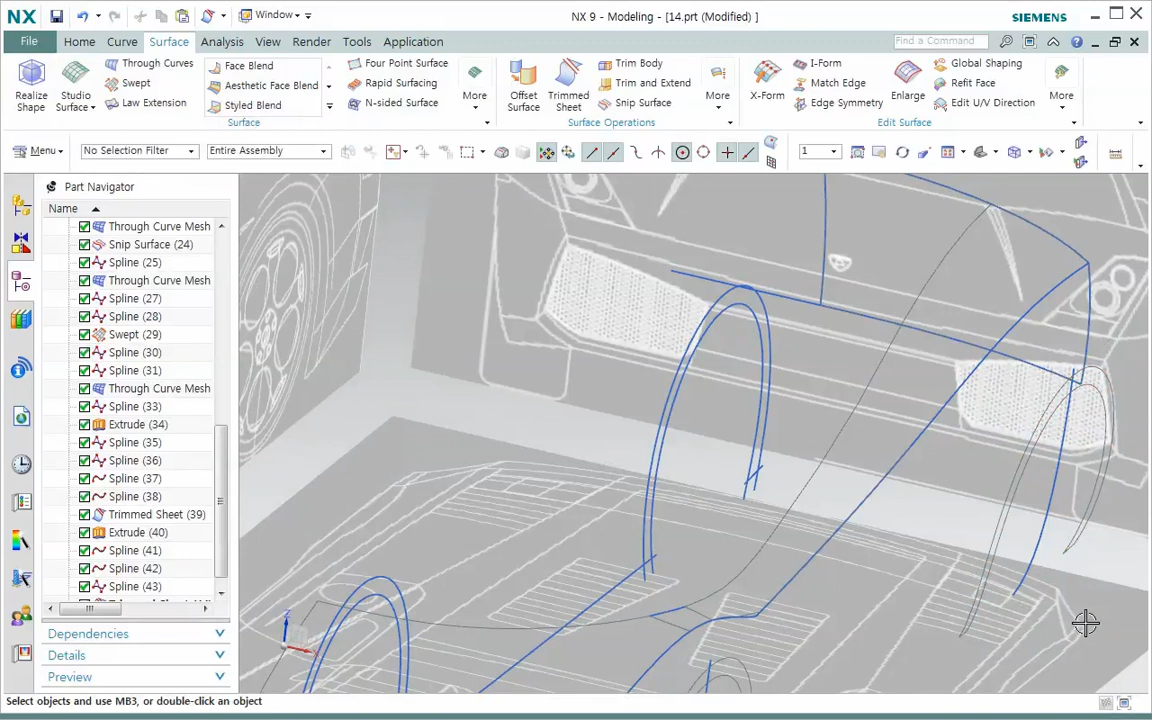 NX
Window
NX 9 - Modeling - [14.prt (Modified) ]
SIEMENS
File
Home
Curve
Surface
Analysis
View
Render
Tools
Application
Find a Command
Realize Shape
Studio Surface
Through Curves
Swept
Law Extension
Face Blend
Aesthetic Face Blend
Styled Blend
Four Point Surface
Rapid Surfacing
N-sided Surface
More
Surface
Offset Surface
Trimmed Sheet
Trim Body
Trim and Extend
Snip Surface
More
Surface Operations
X-Form
I-Form
Match Edge
Edge Symmetry
Enlarge
Global Shaping
Refit Face
Edit U/V Direction
More
Edit Surface
Menu
No Selection Filter
Entire Assembly
1
Part Navigator
Name
Through Curve Mesh
Snip Surface (24)
Spline (25)
Through Curve Mesh
Spline (27)
Spline (28)
Swept (29)
Spline (30)
Spline (31)
Through Curve Mesh
Spline (33)
Extrude (34)
Spline (35)
Spline (36)
Spline (37)
Spline (38)
Trimmed Sheet (39)
Extrude (40)
Spline (41)
Spline (42)
Spline (43)
Dependencies
Details
Preview
Z
Select objects and use MB3, or double-click an object